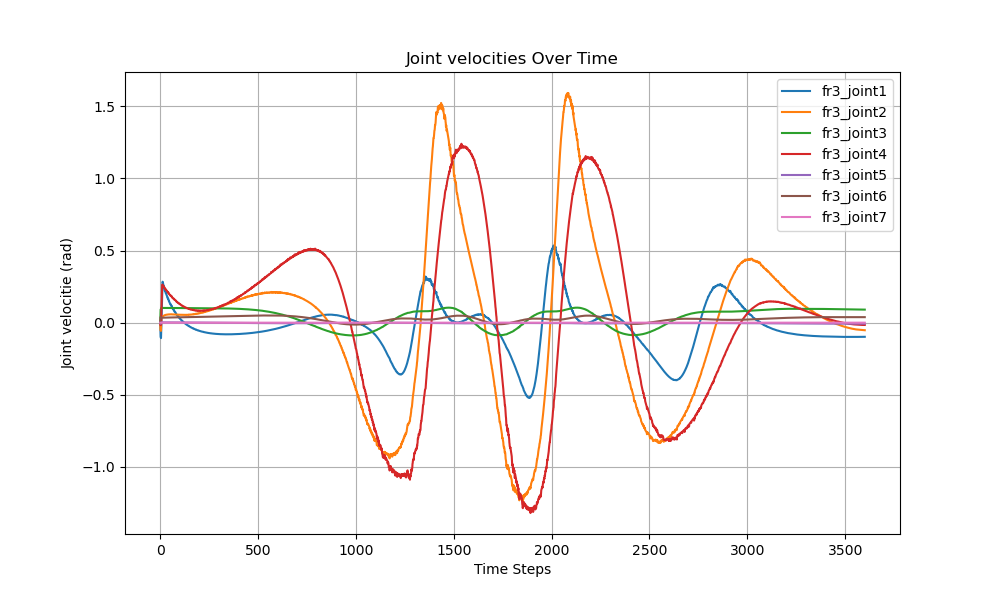 Joint velocities Over Time
Joint velocitie (rad)
1.5
1.0
0.5
0.0
−0.5
−1.0
fr3_joint1
fr3_joint2
fr3_joint3
fr3_joint4
fr3_joint5
fr3_joint6
fr3_joint7
0 500 1000 1500 2000 2500 3000 3500
Time Steps